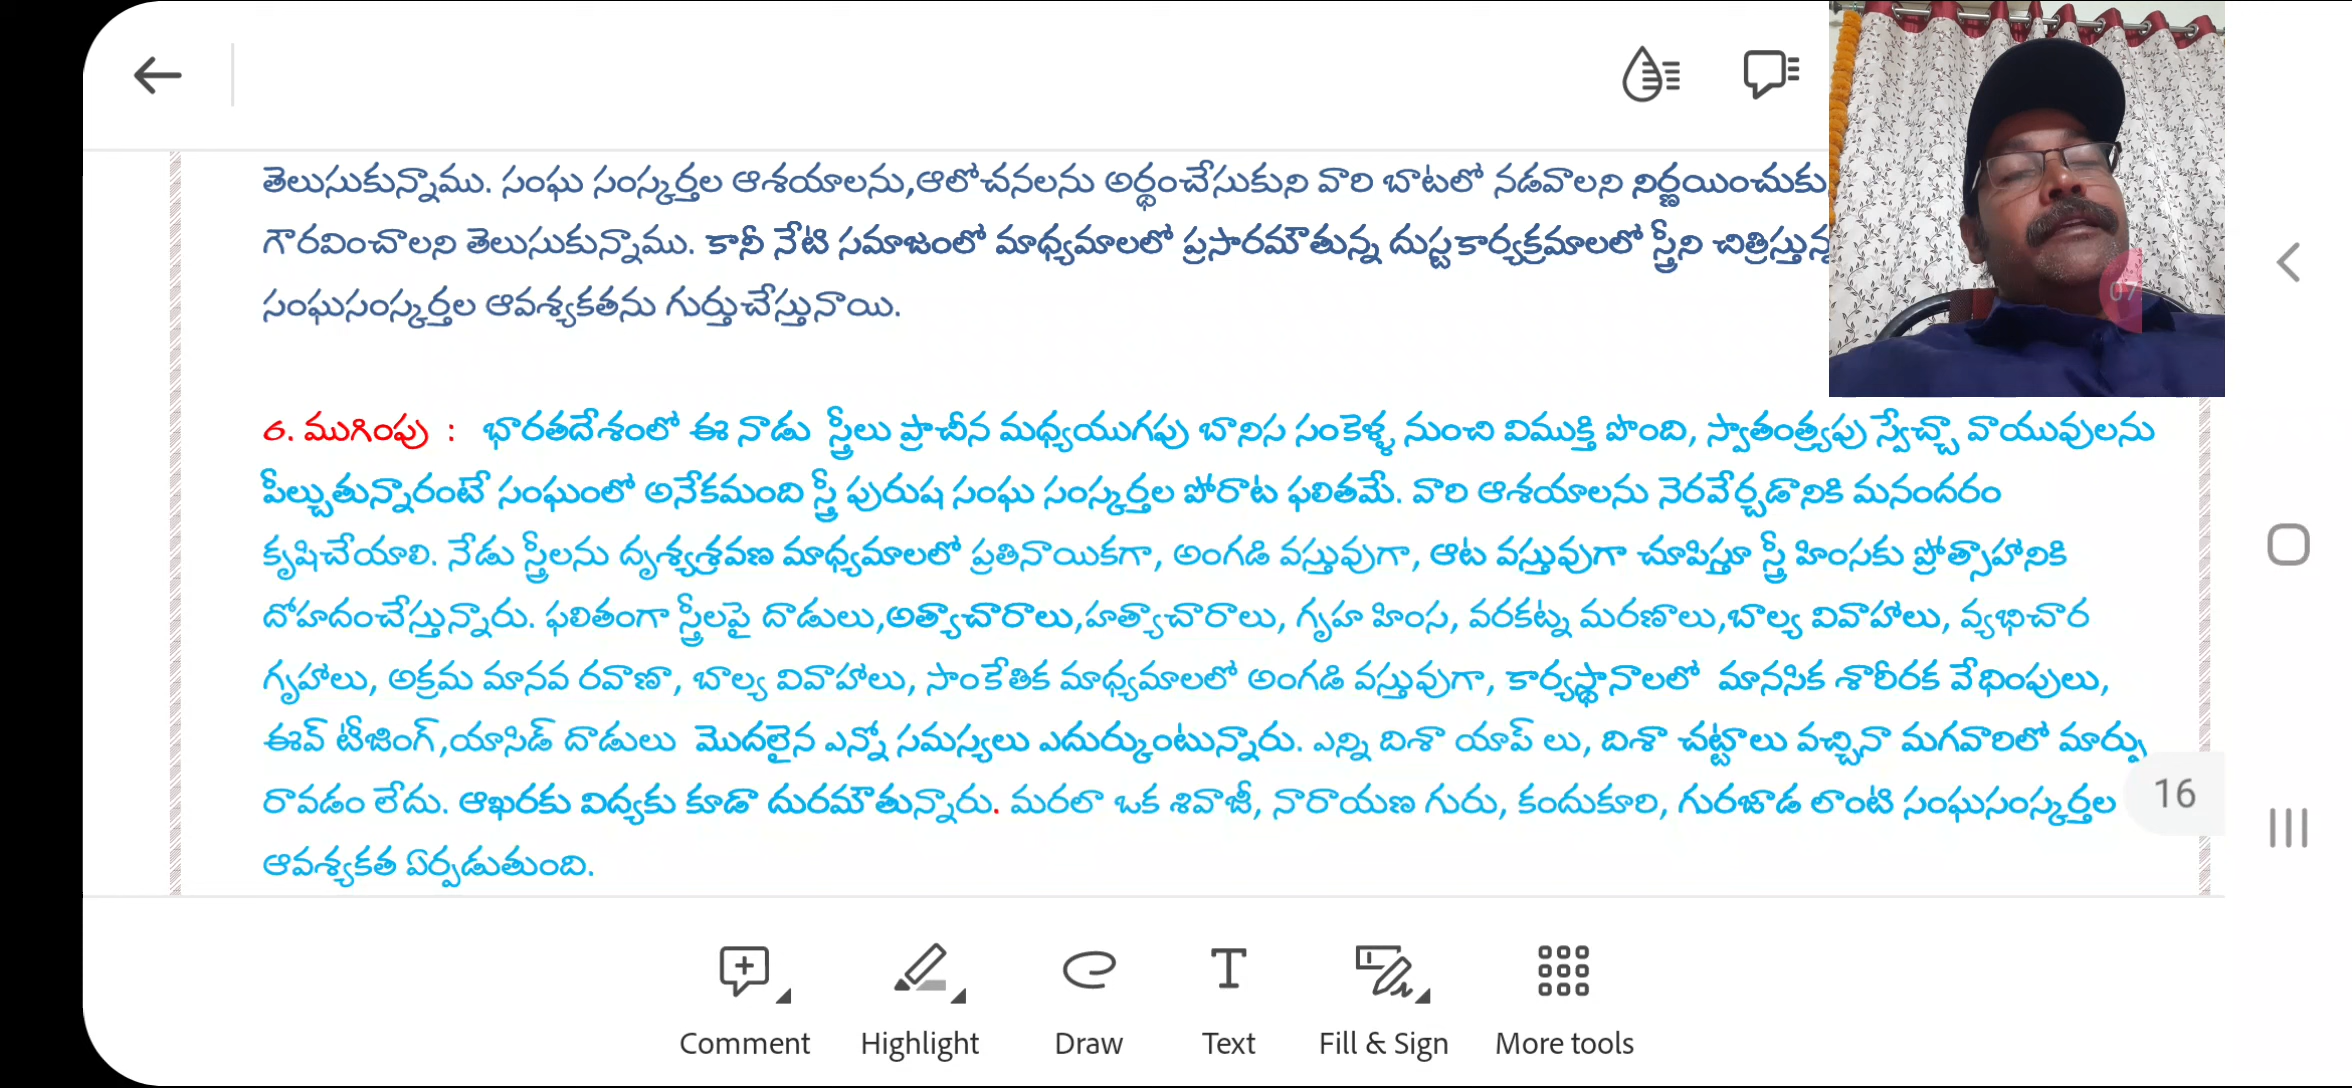 తెలుసుకున్నాము. సంఘ సంస్కర్తల ఆశయాలను,ఆలోచనలను అర్థంచేసుకుని వారి బాటలో నడవాలని నిర్ణయించుకు
గౌరవించాలని తెలుసుకున్నాము. కానీ నేటి సమాజంలో మాధ్యమాలలో ప్రసారమౌతున్న దుష్టకార్యక్రమాలలో స్త్రీని
సంఘసంస్కర్తల ఆవశ్యకతను గుర్తుచేస్తునాయి.
07
6. ముగింపు : భారతదేశంలో ఈ నాడు స్త్రీలు ప్రాచీన మధ్యయుగపు బానిస సంకెళ్ళ నుంచి విముక్తి పొంది, స్వాతంత్ర్యపు స్వేచ్ఛా వాయువులను
పీల్చుతున్నారంటే సంఘంలో అనేకమంది స్త్రీ పురుష సంఘ సంస్కర్తల పోరాట ఫలితమే. వారి ఆశయాలను నెరవేర్చడానికి మనందరం
కృషిచేయాలి. నేడు స్త్రీలను దృశ్యశ్రవణ మాధ్యమాలలో ప్రతినాయికగా, అంగడి వస్తువుగా, ఆట వస్తువుగా చూపిస్తూ స్త్రీ హింసకు ప్రోత్సాహానికి
దోహదంచేస్తున్నారు. ఫలితంగా స్త్రీలపై దాడులు,అత్యాచారాలు,హత్యాచారాలు, గృహ హింస, వరకట్న మరణాలు,బాల్య వివాహాలు, వ్యభిచార
గృహాలు, అక్రమ మానవ రవాణా, బాల్య వివాహాలు, సాంకేతిక మాధ్యమాలలో అంగడి వస్తువుగా, కార్యస్థానాలలో మానసిక శారీరక వేధింపులు,
ఈవ్ టీజింగ్,యాసిడ్ దాడులు మొదలైన ఎన్నో సమస్యలు ఎదుర్కుంటున్నారు. ఎన్ని దిశా యాప్ లు, దిశా చట్టాలు వచ్చినా మగవారిలో మార్పు
రావడం లేదు. ఆఖరకు విద్యకు కూడా దురమౌతున్నారు. మరలా ఒక శివాజీ, నారాయణ గురు, కందుకూరి, గురజాడ లాంటి సంఘసంస్కర్తల
16
ఆవశ్యకత ఏర్పడుతుంది.
Comment Highlight Draw Text Fill & Sign More tools